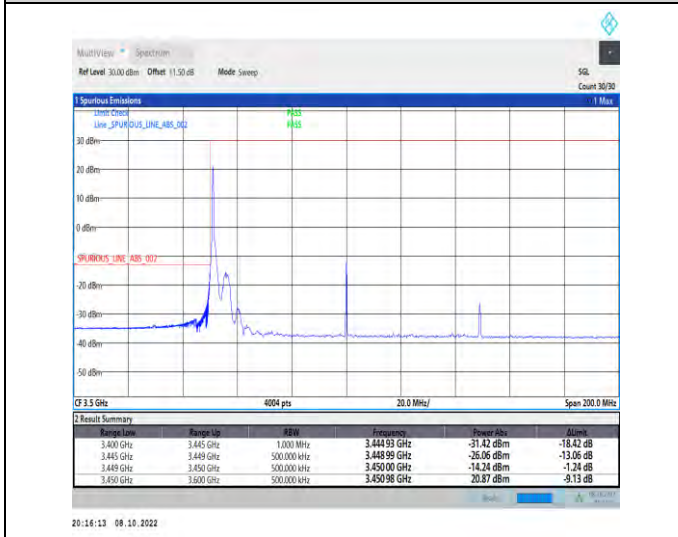 MultiView Spectrum
Ref Level 30.00 dBm Offset 11.50 dB Mode Sweep SGL
Count 30/30
1 Spurious Emissions 1 Max
Limit Check PASS
Line _SPURIOUS_LINE_ABS_002 PASS
30 dBm
20 dBm
10 dBm
0 dBm
SPURIOUS_LINE_ABS_002
-20 dBm
-30 dBm
-40 dBm
-50 dBm
CF 3.5 GHz 4004 pts 20.0 MHz/ Span 200.0 MHz
2 Result Summary
Range Low Range Up RBW Frequency Power Abs ΔLimit
3.400 GHz 3.445 GHz 1.000 MHz 3.444 93 GHz -31.42 dBm -18.42 dB
3.445 GHz 3.449 GHz 500.000 kHz 3.448 99 GHz -26.06 dBm -13.06 dB
3.449 GHz 3.450 GHz 500.000 kHz 3.450 00 GHz -14.24 dBm -1.24 dB
3.450 GHz 3.600 GHz 500.000 kHz 3.450 98 GHz 20.87 dBm -9.13 dB
20:16:13 08.10.2022